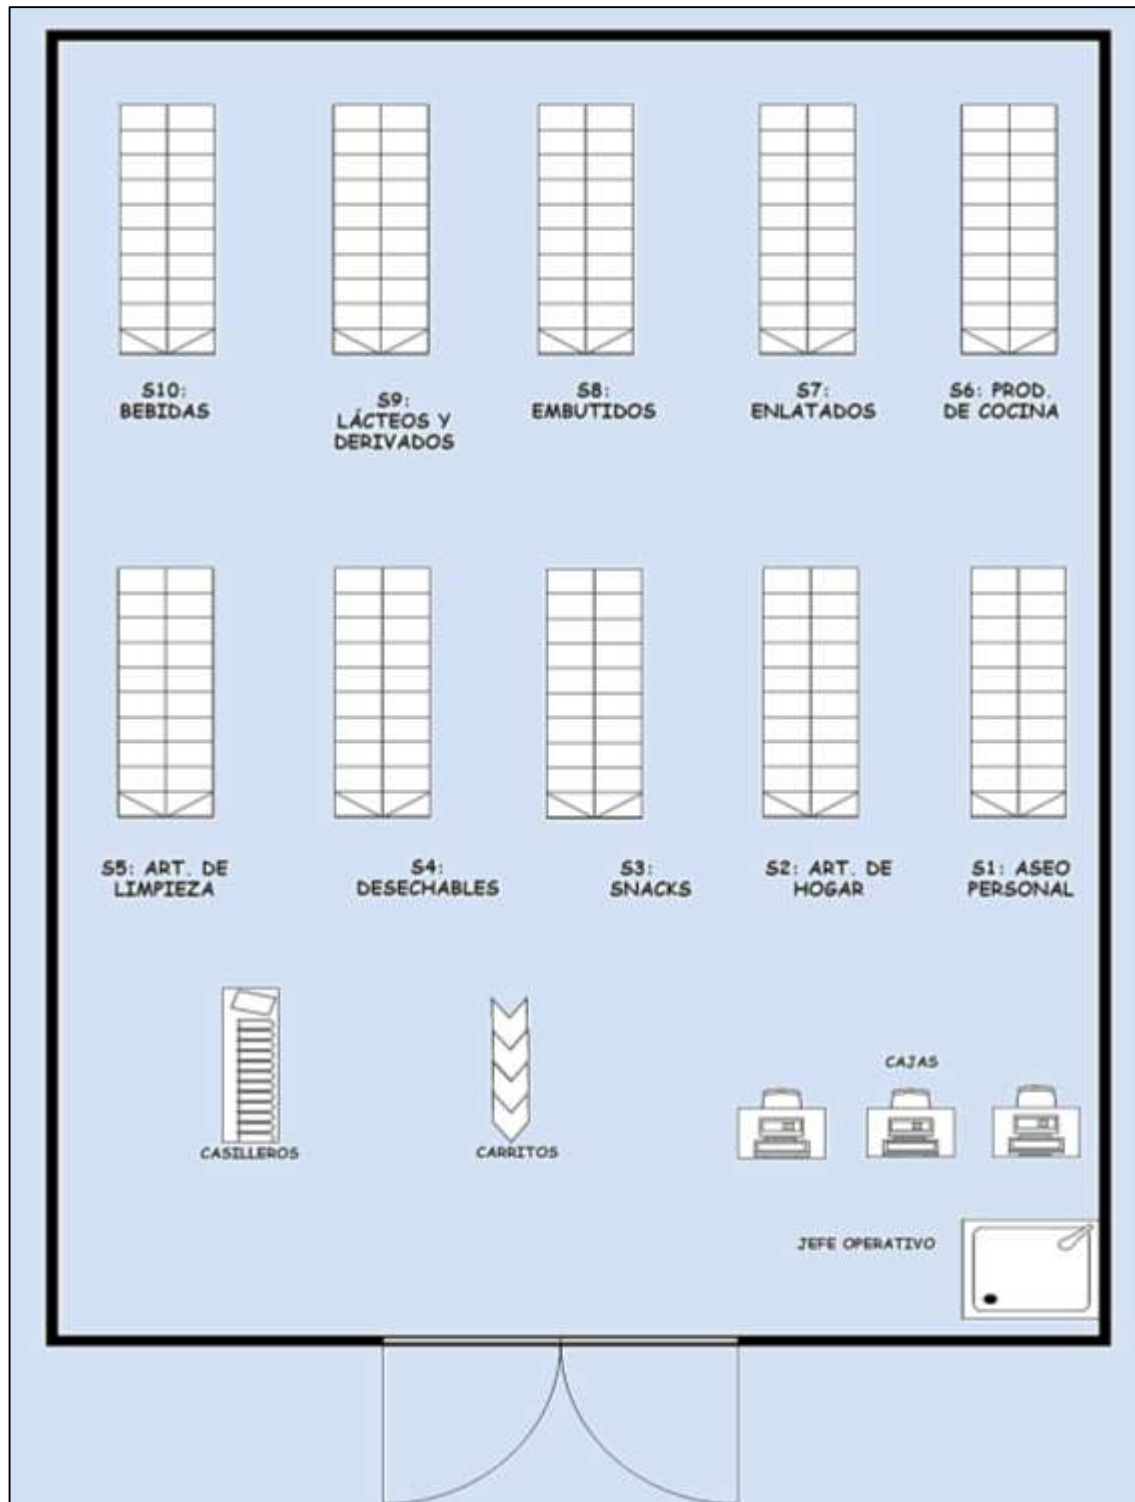 S10:
BEBIDAS
S9:
LÁCTEOS Y
DERIVADOS
S8:
EMBUTIDOS
S7:
ENLATADOS
S6: PROD.
DE COCINA
S5: ART. DE
LIMPIEZA
S4:
DESECHABLES
S3:
SNACKS
S2: ART. DE
HOGAR
S1: ASEO
PERSONAL
CASILLEROS
CARRITOS
CAJAS
JEFE OPERATIVO